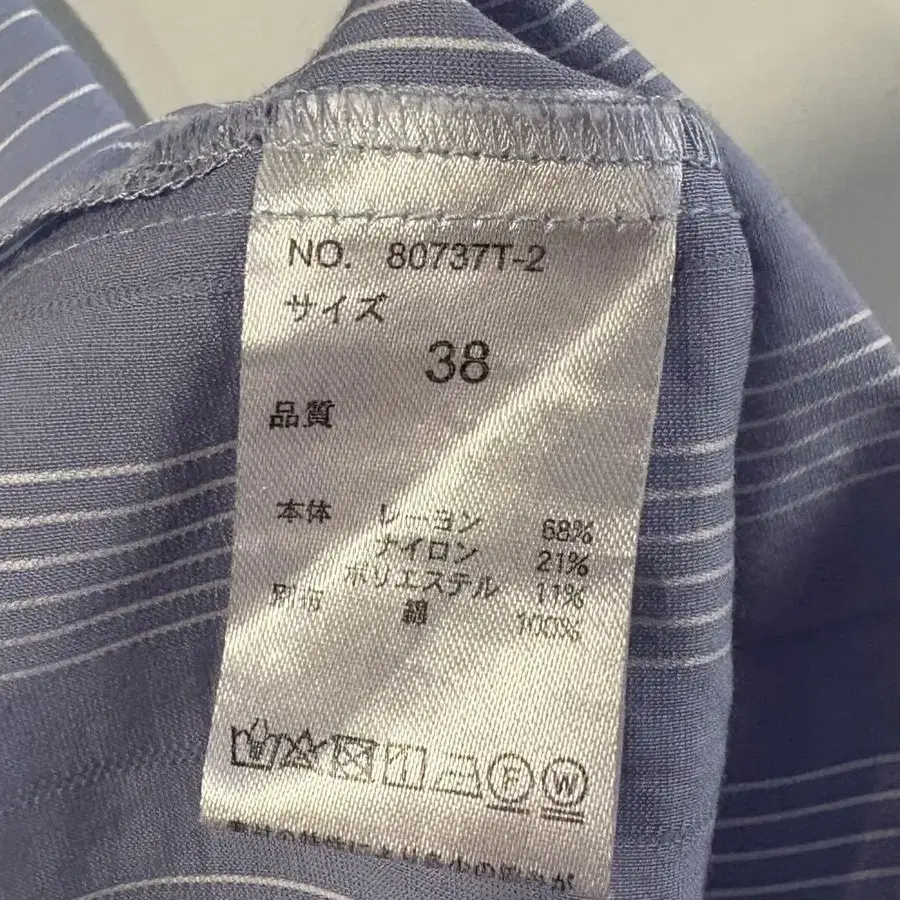 NO. 80737T-2
サイズ
38
品質
本体 レーヨン 68%
ナイロン 21%
ポリエステル 11%
別布 綿 100%
F W